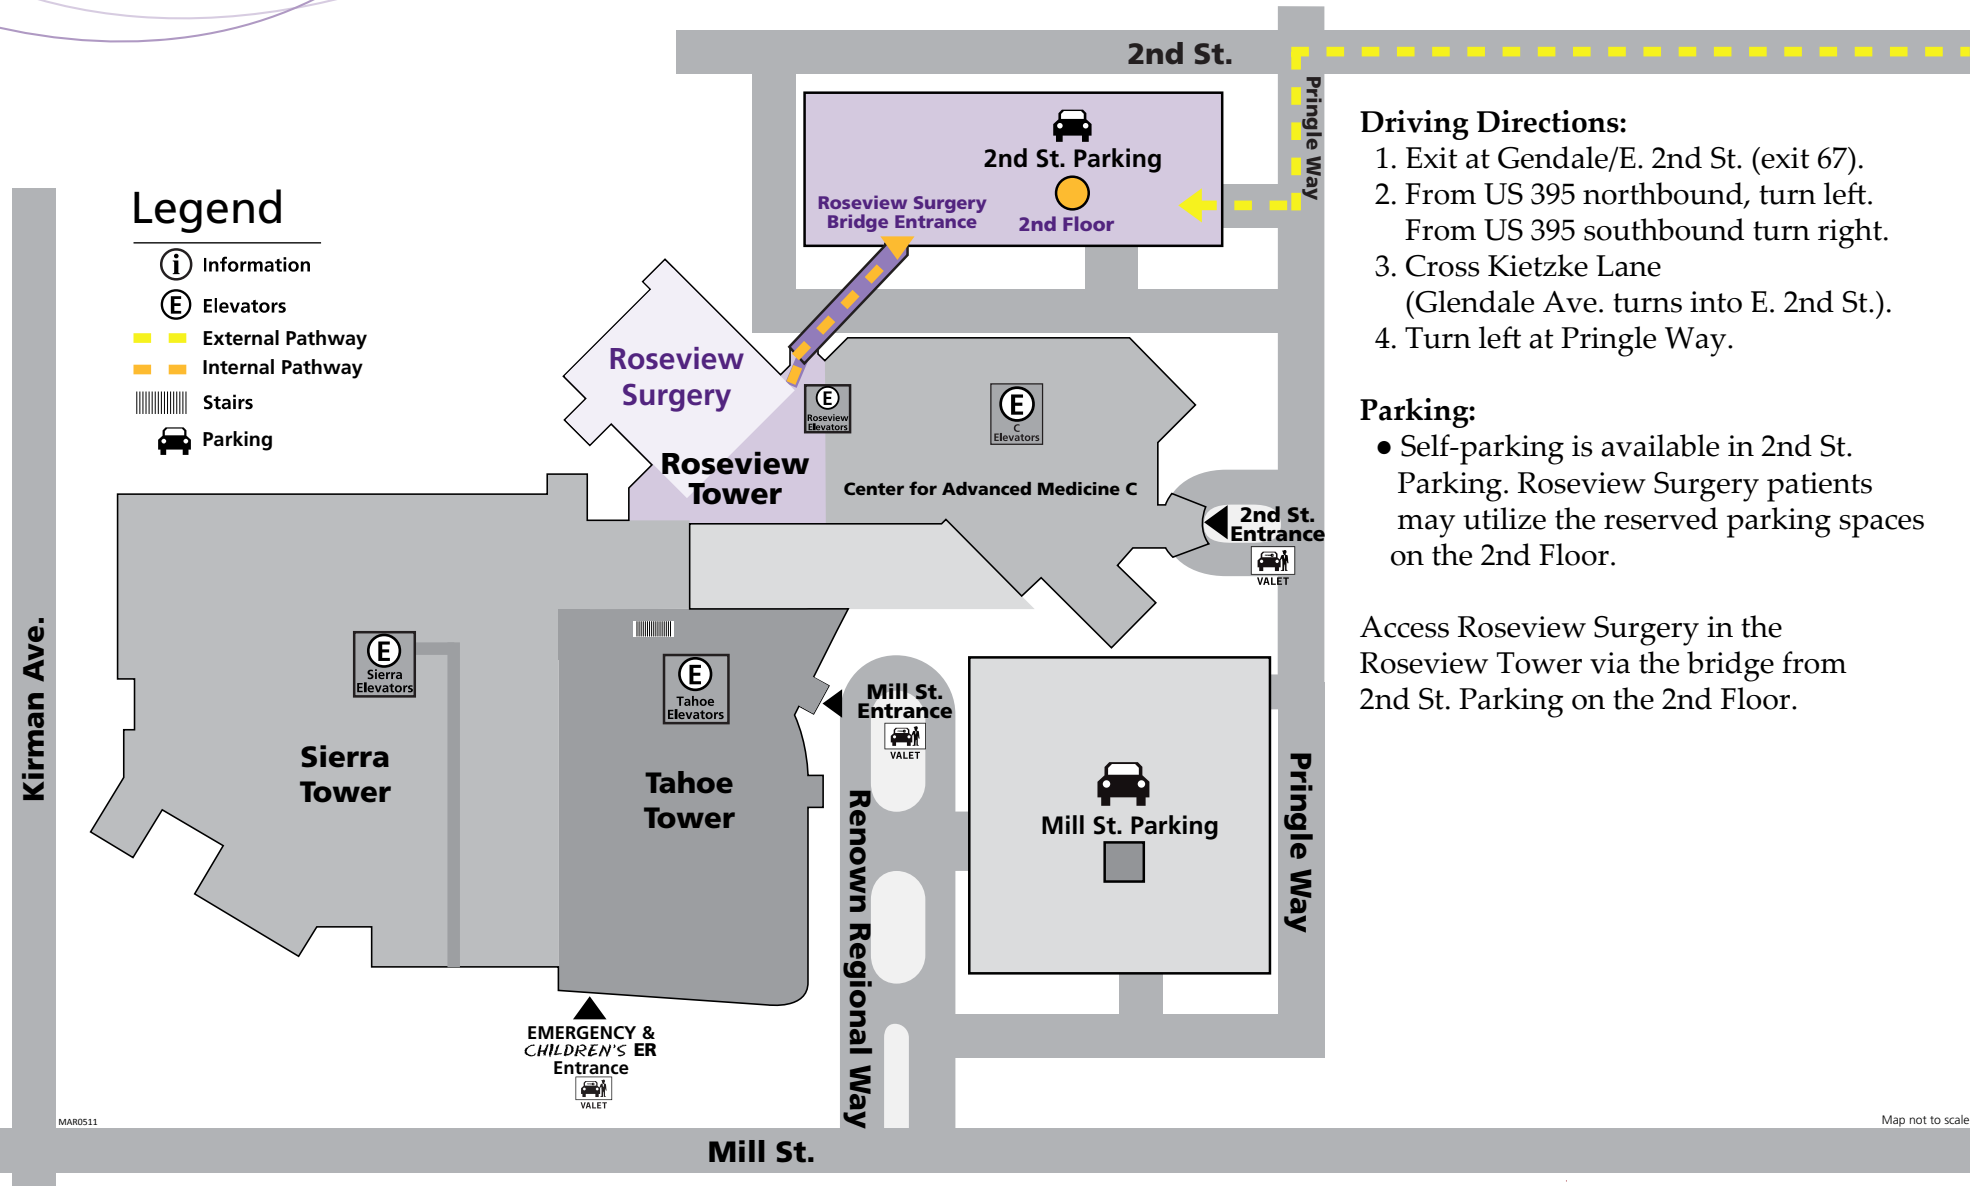 2nd St.
Pringle Way
2nd St. Parking
Roseview Surgery
Bridge Entrance
2nd Floor
Legend
i Information
E Elevators
External Pathway
Internal Pathway
Stairs
Parking
Roseview
Surgery
E
Roseview
Elevators
E
C
Elevators
Roseview
Tower
Center for Advanced Medicine C
2nd St.
Entrance
VALET
Kirman Ave.
E
Sierra
Elevators
E
Tahoe
Elevators
Mill St.
Entrance
VALET
Sierra
Tower
Tahoe
Tower
Renown Regional Way
Mill St. Parking
Pringle Way
EMERGENCY &
CHILDREN'S ER
Entrance
VALET
MAR0511
Mill St.
Driving Directions:
1. Exit at Gendale/E. 2nd St. (exit 67).
2. From US 395 northbound, turn left.
From US 395 southbound turn right.
3. Cross Kietzke Lane
(Glendale Ave. turns into E. 2nd St.).
4. Turn left at Pringle Way.
Parking:
● Self-parking is available in 2nd St.
Parking. Roseview Surgery patients
may utilize the reserved parking spaces
on the 2nd Floor.
Access Roseview Surgery in the
Roseview Tower via the bridge from
2nd St. Parking on the 2nd Floor.
Map not to scale